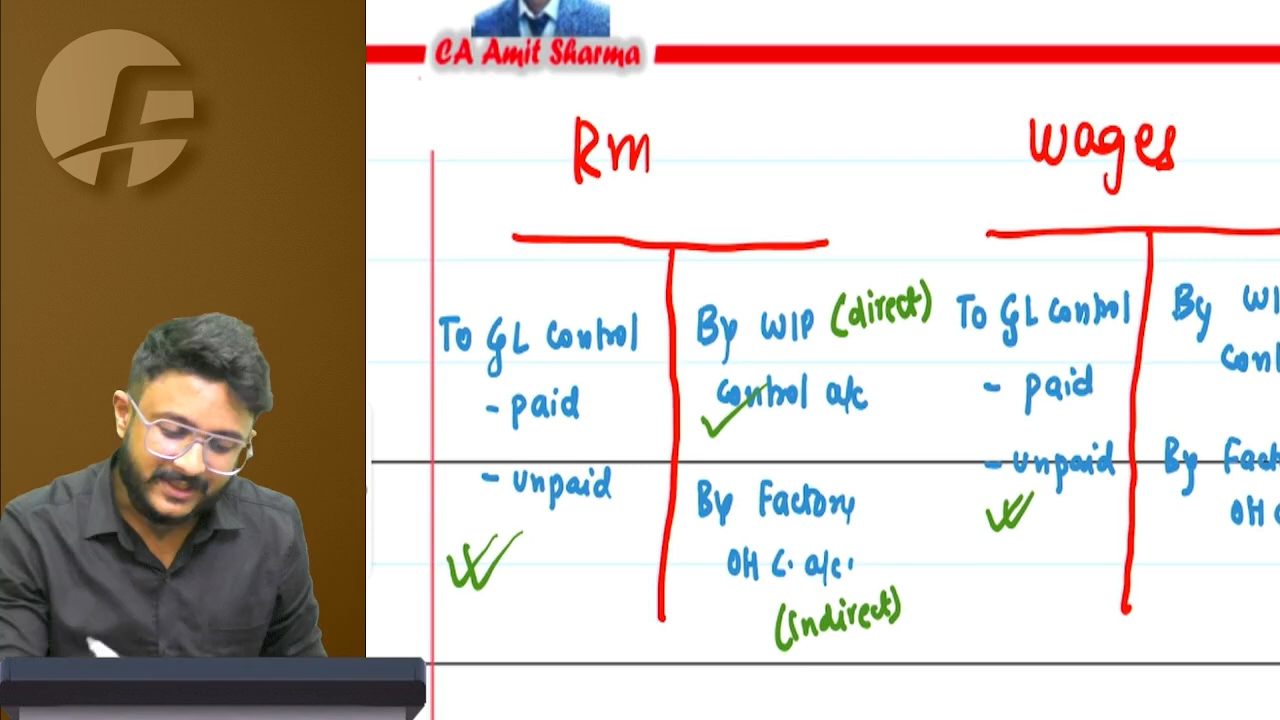 CA Amit Sharma
Rm
To GL control
- paid
- unpaid
By WIP (direct)
control a/c
By Factory
OH C. a/c.
(Indirect)
wages
To GL control
- paid
- unpaid
By
By
OH